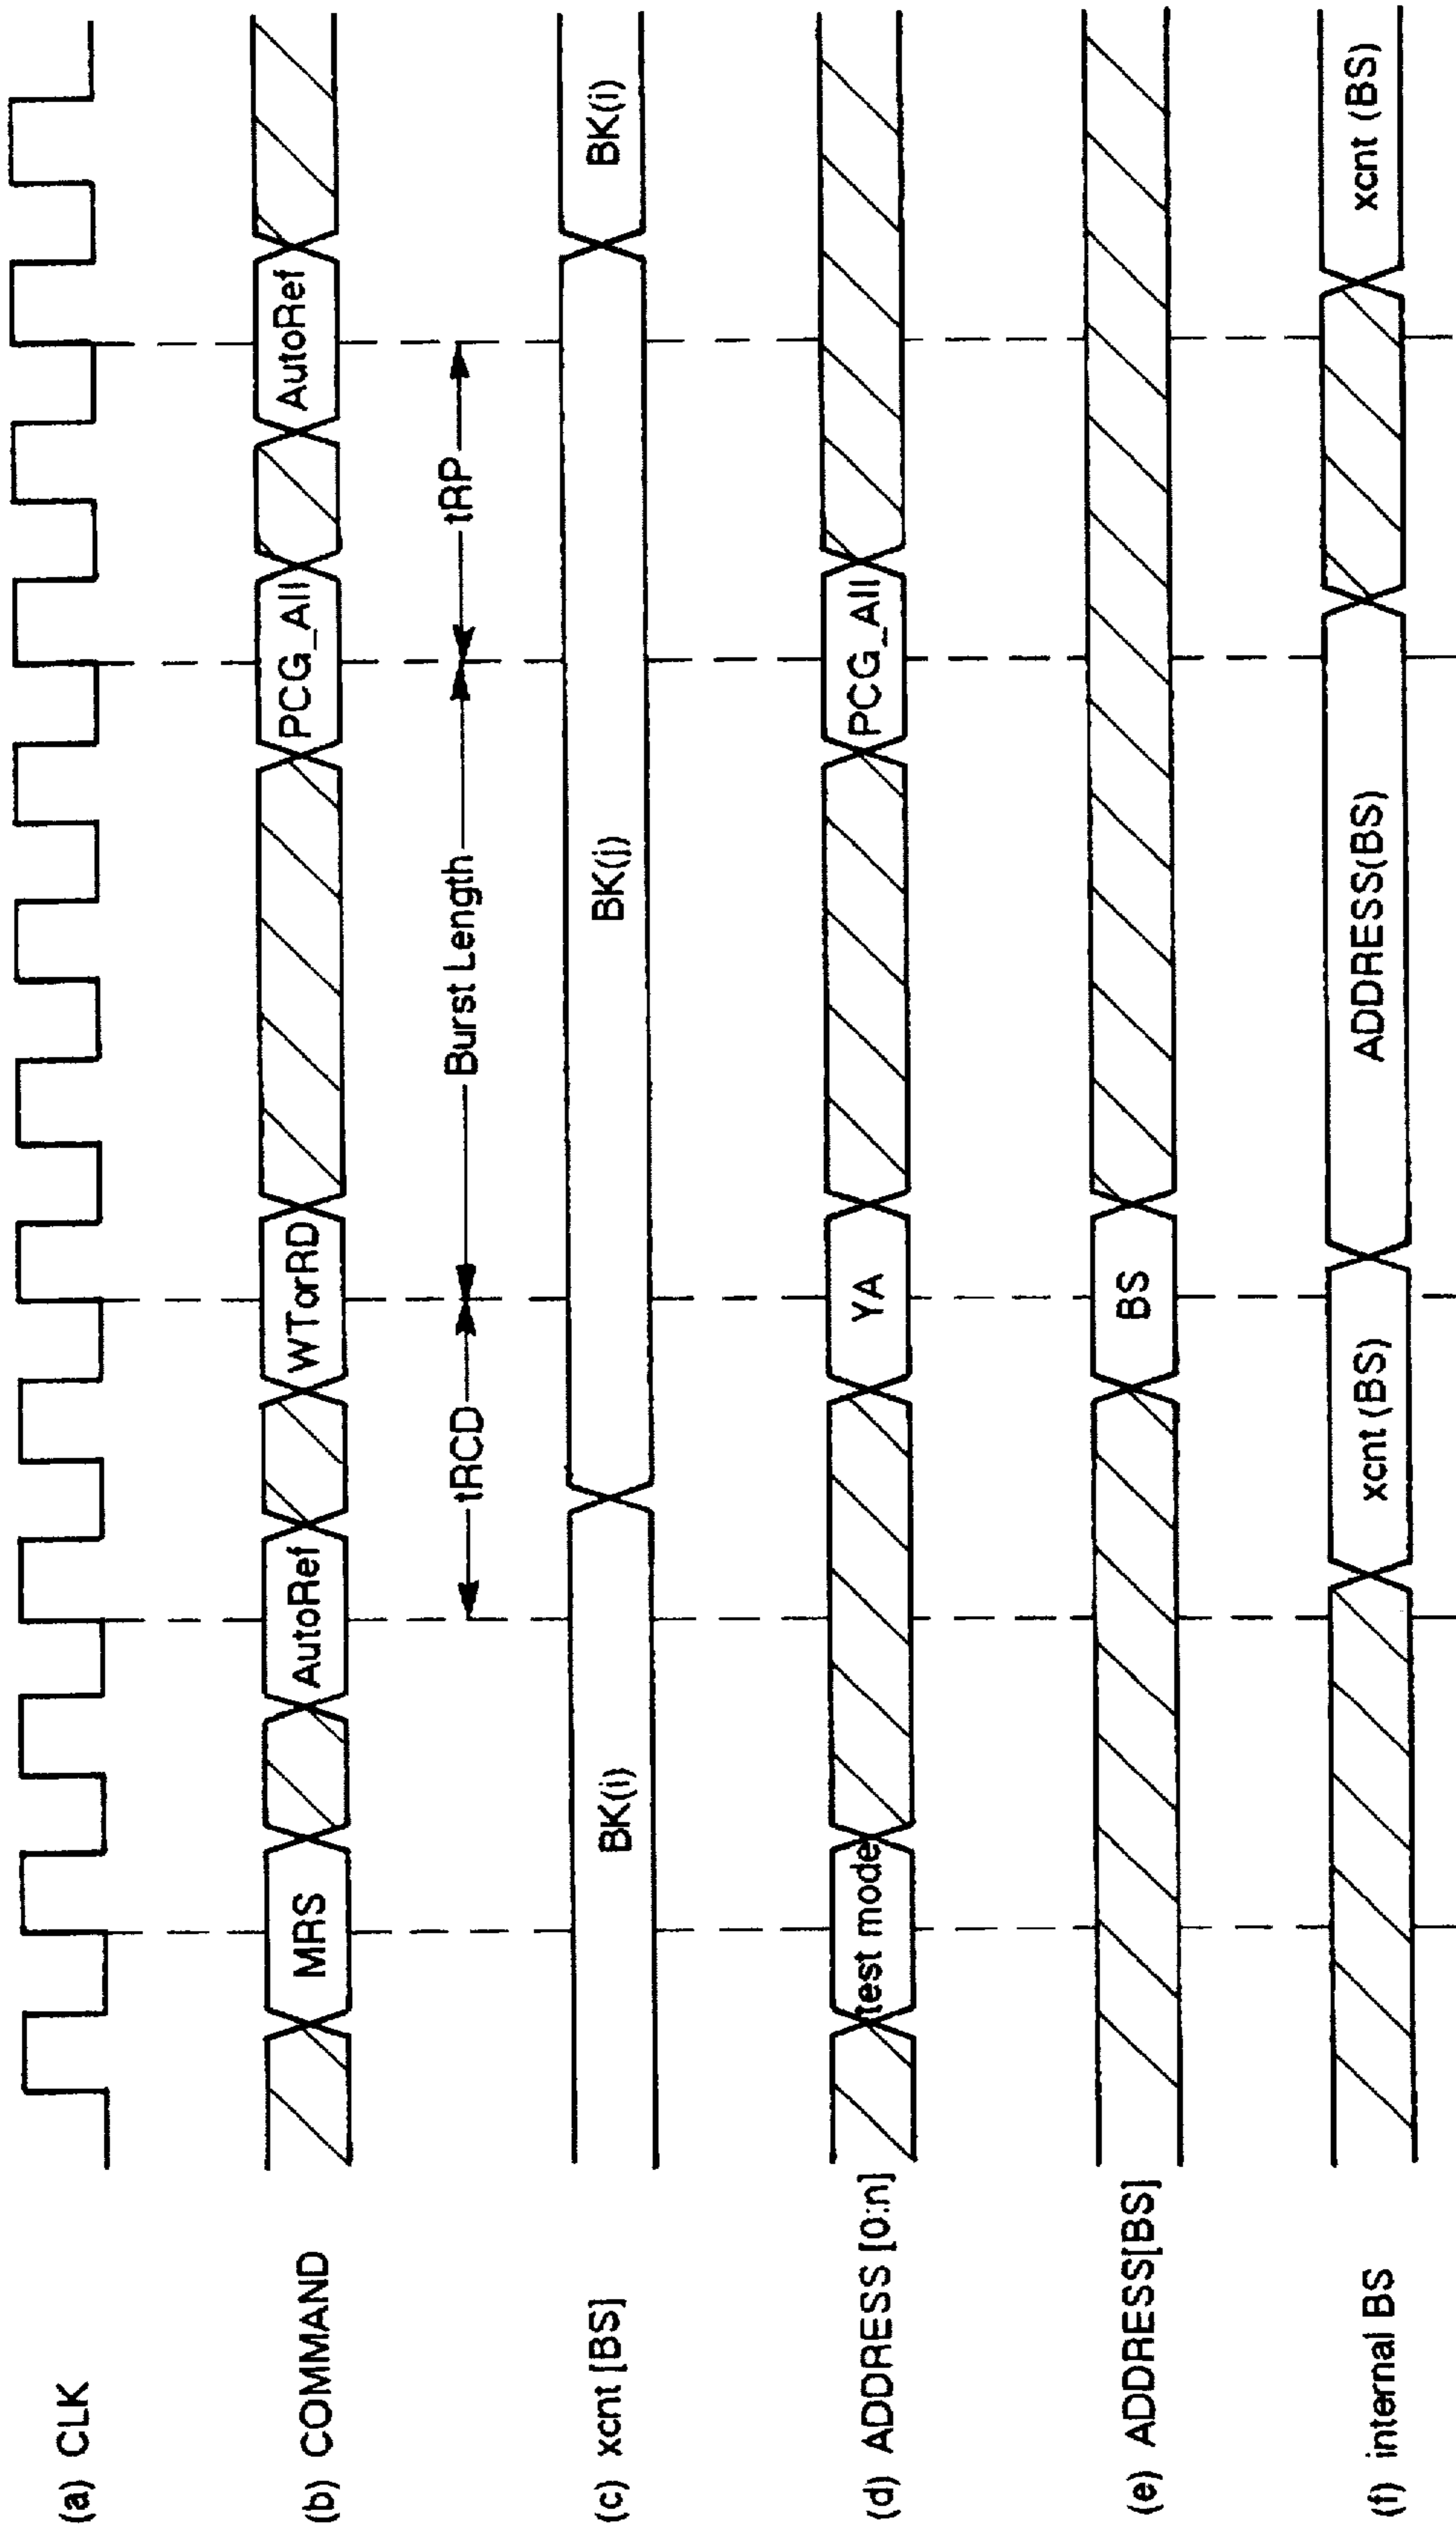 (a) CLK
(b) COMMAND
MRS
AutoRef
WTorRD
PCG_All
AutoRef
tRCD
Burst Length
tRP
(c) xcnt [BS]
BK(i)
BK(j)
BK(i)
(d) ADDRESS [0:n]
test mode
YA
PCG_All
(e) ADDRESS[BS]
BS
(f) internal BS
xcnt (BS)
ADDRESS(BS)
xcnt (BS)